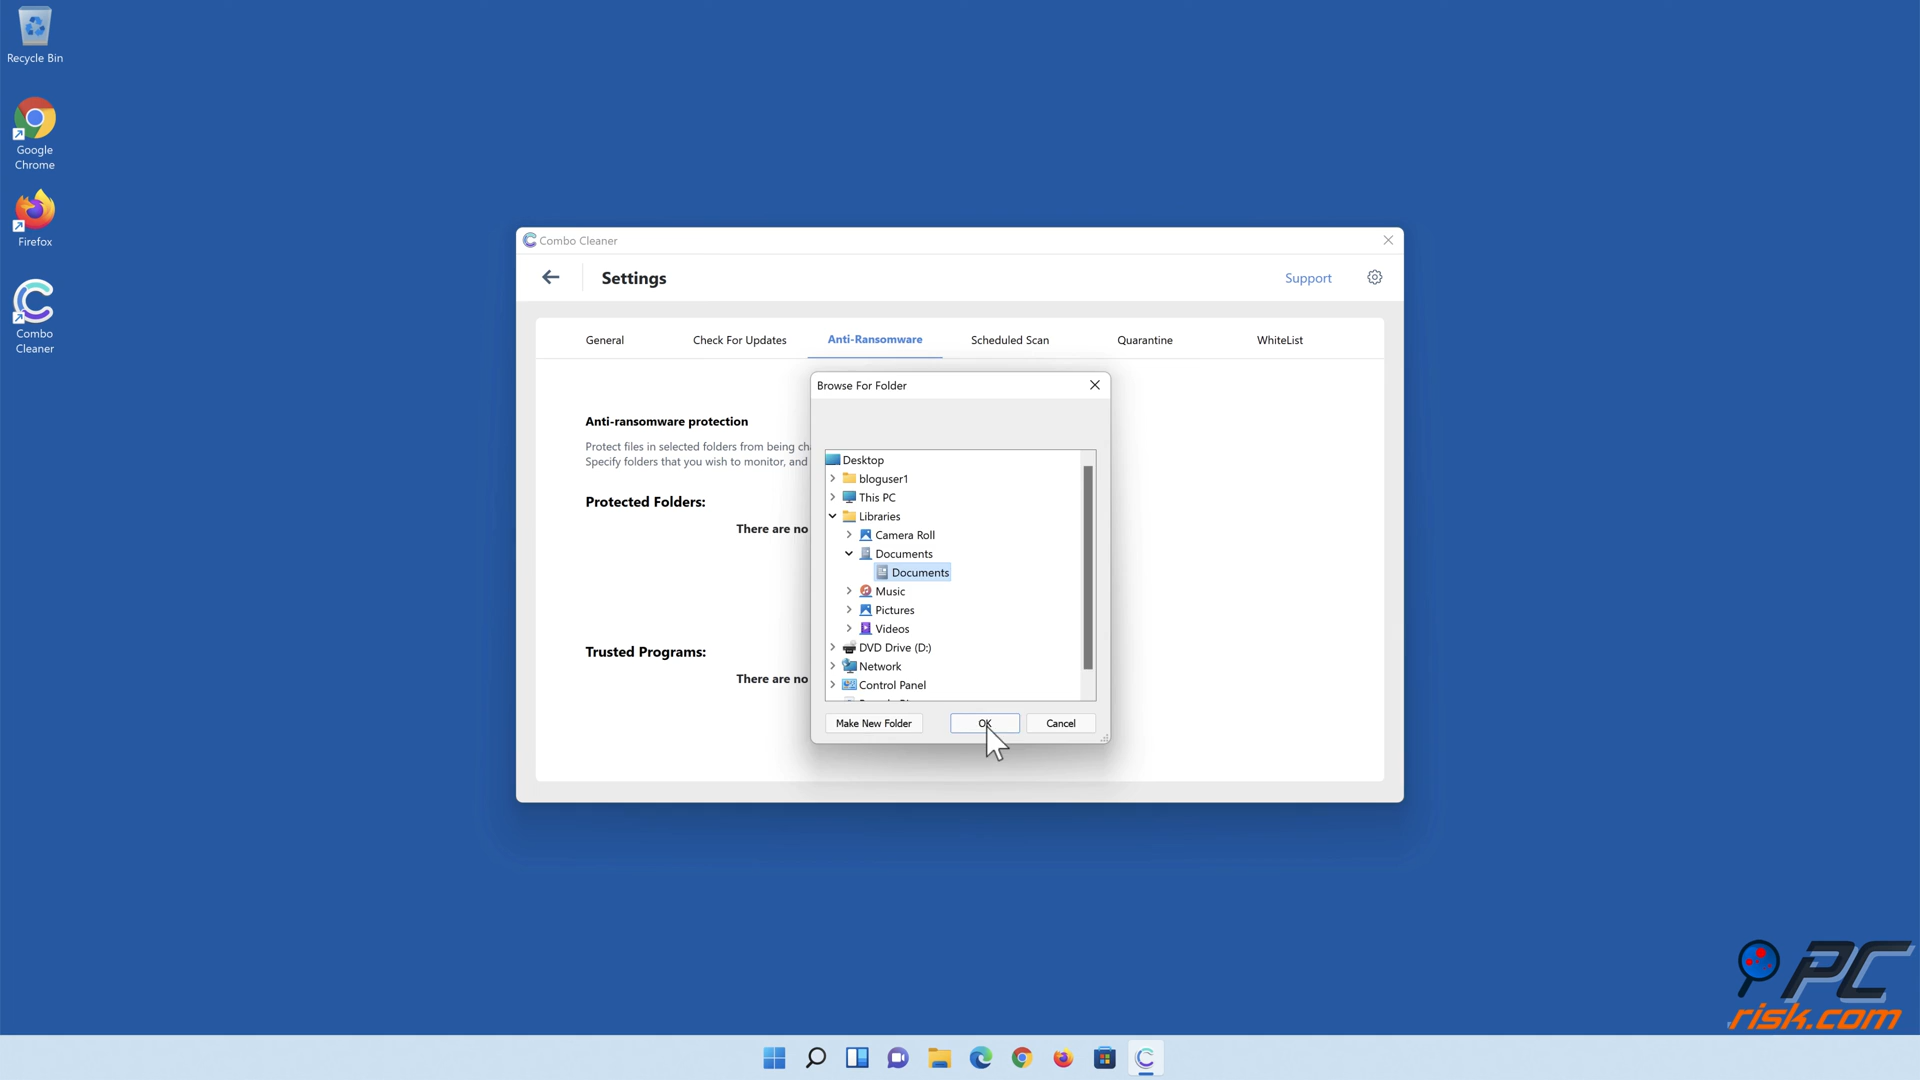 Recycle Bin
Google
Chrome
Firefox
Combo
Cleaner
Combo Cleaner
Settings
Support
General
Check For Updates
Anti-Ransomware
Scheduled Scan
Quarantine
WhiteList
Anti-ransomware protection
Protect files in selected folders from being
Specify folders that you wish to monitor, and
Protected Folders:
There are no
Trusted Programs:
There are no
Browse For Folder
Desktop
bloguser1
This PC
Libraries
Camera Roll
Documents
Documents
Music
Pictures
Videos
DVD Drive (D:)
Network
Control Panel
Make New Folder
OK
Cancel
PC
risk.com